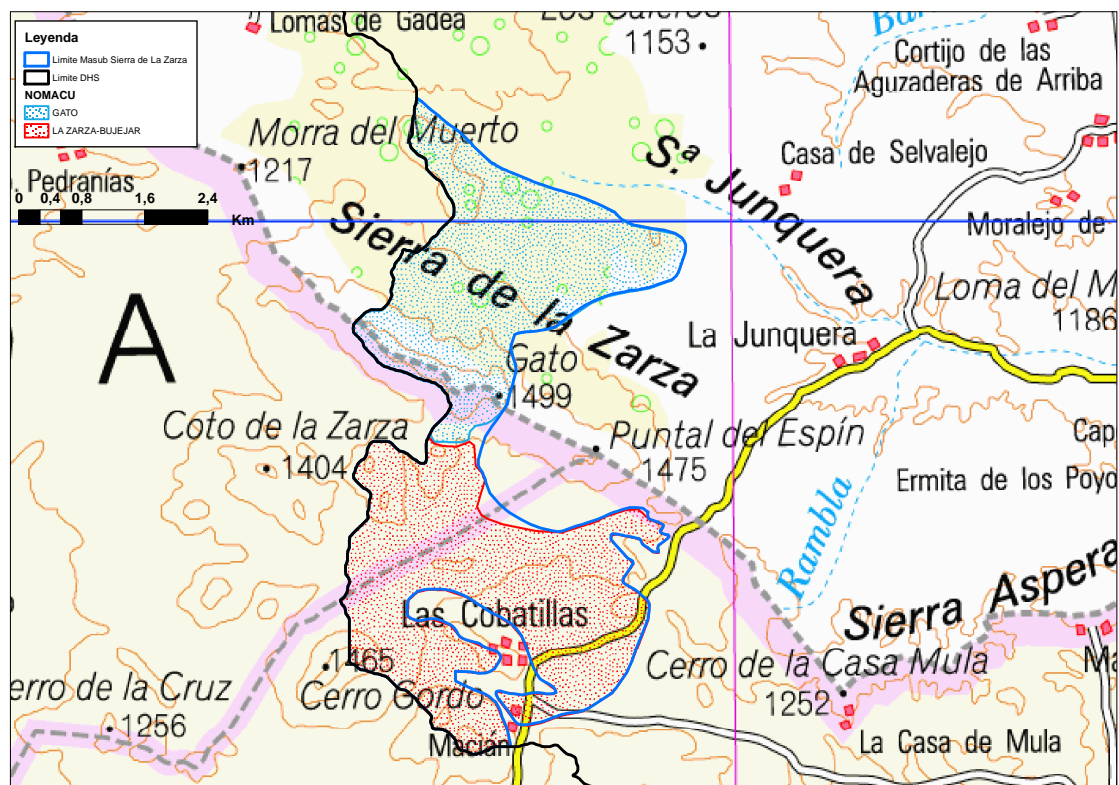 Leyenda
Limite Masub Sierra de La Zarza
Limite DHS
NOMACU
GATO
LA ZARZA-BUJEJAR
Lomas de Gadea
1153
Cortijo de las
Aguzaderas de Arriba
Morra del Muerto
1217
Casa de Selvalejo
. Pedranías
0 0,4 0,8 1,6 2,4
Km
Sª. Junquera
Moralejo de
Sierra de la Zarza
Loma del M
1186
A
La Junquera
Gato
1499
Coto de la Zarza
1404
Puntal del Espín
1475
Cap
Ermita de los Poyo
Rambla
Las Cobatillas
Sierra Aspera
1465
Cerro Gordo
Cerro de la Casa Mula
1252
erro de la Cruz
1256
Macián
La Casa de Mula